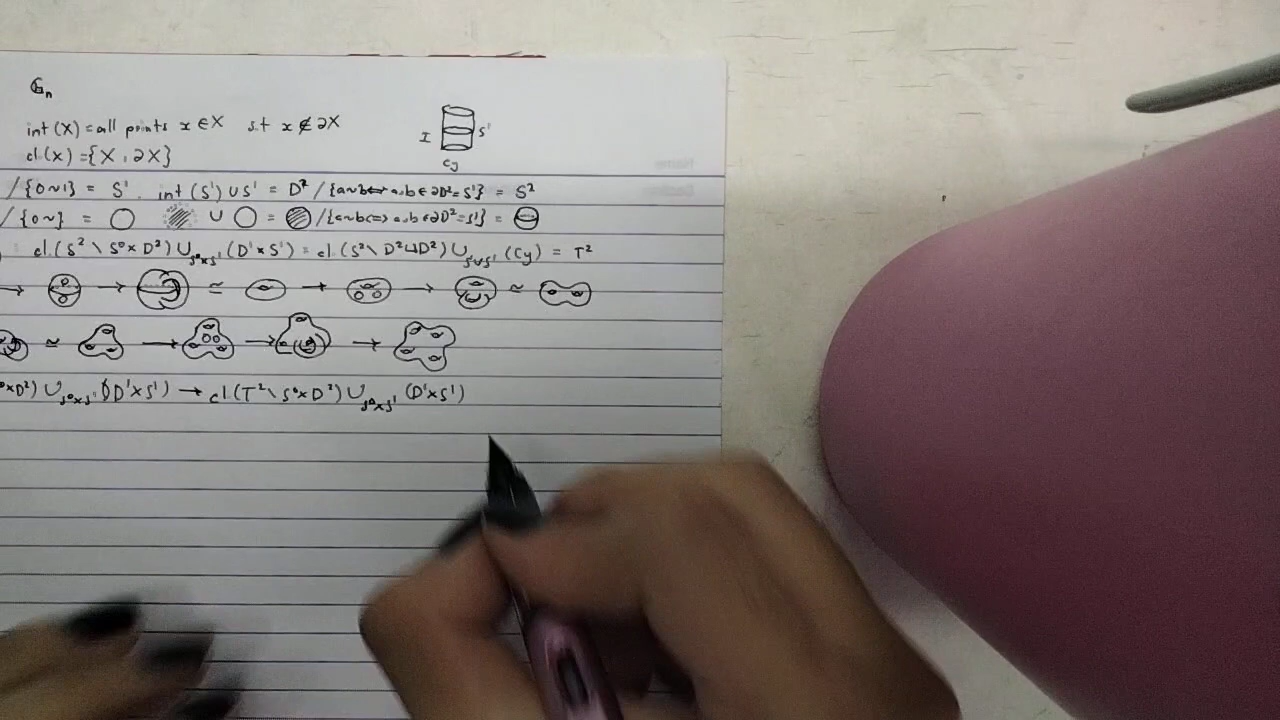 𝔾ₙ
int(X) = all points x ∈ X s.t x ∉ ∂X
cl(X) = {X, ∂X}
I S¹
Cy
/{0~1} = S¹. int(S¹) ∪ S¹ = D² /{a~b ⟺ a,b ∈ ∂D² = S¹} = S²
/{0~} = ∪ = /{a~b ⟺ a,b ∈ ∂D² = S¹} =
cl(S² \ S⁰×D²) ∪_{S⁰×S¹} (D¹×S¹) = cl(S² \ D²⊔D²) ∪_{S¹⊔S¹} (Cy) = T²
→ → ≅ → → ≅
≅ → → →
⁰×D²) ∪_{S⁰×S¹} (D¹×S¹) → cl(T² \ S⁰×D²) ∪_{S⁰×S¹} (D¹×S¹)